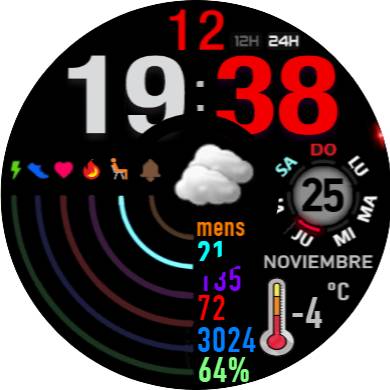 12 12H 24H
19:38
DO
SA LU
25 MA
JU MI
NOVIEMBRE
mens
21
135
72
3024
64%
-4 °C